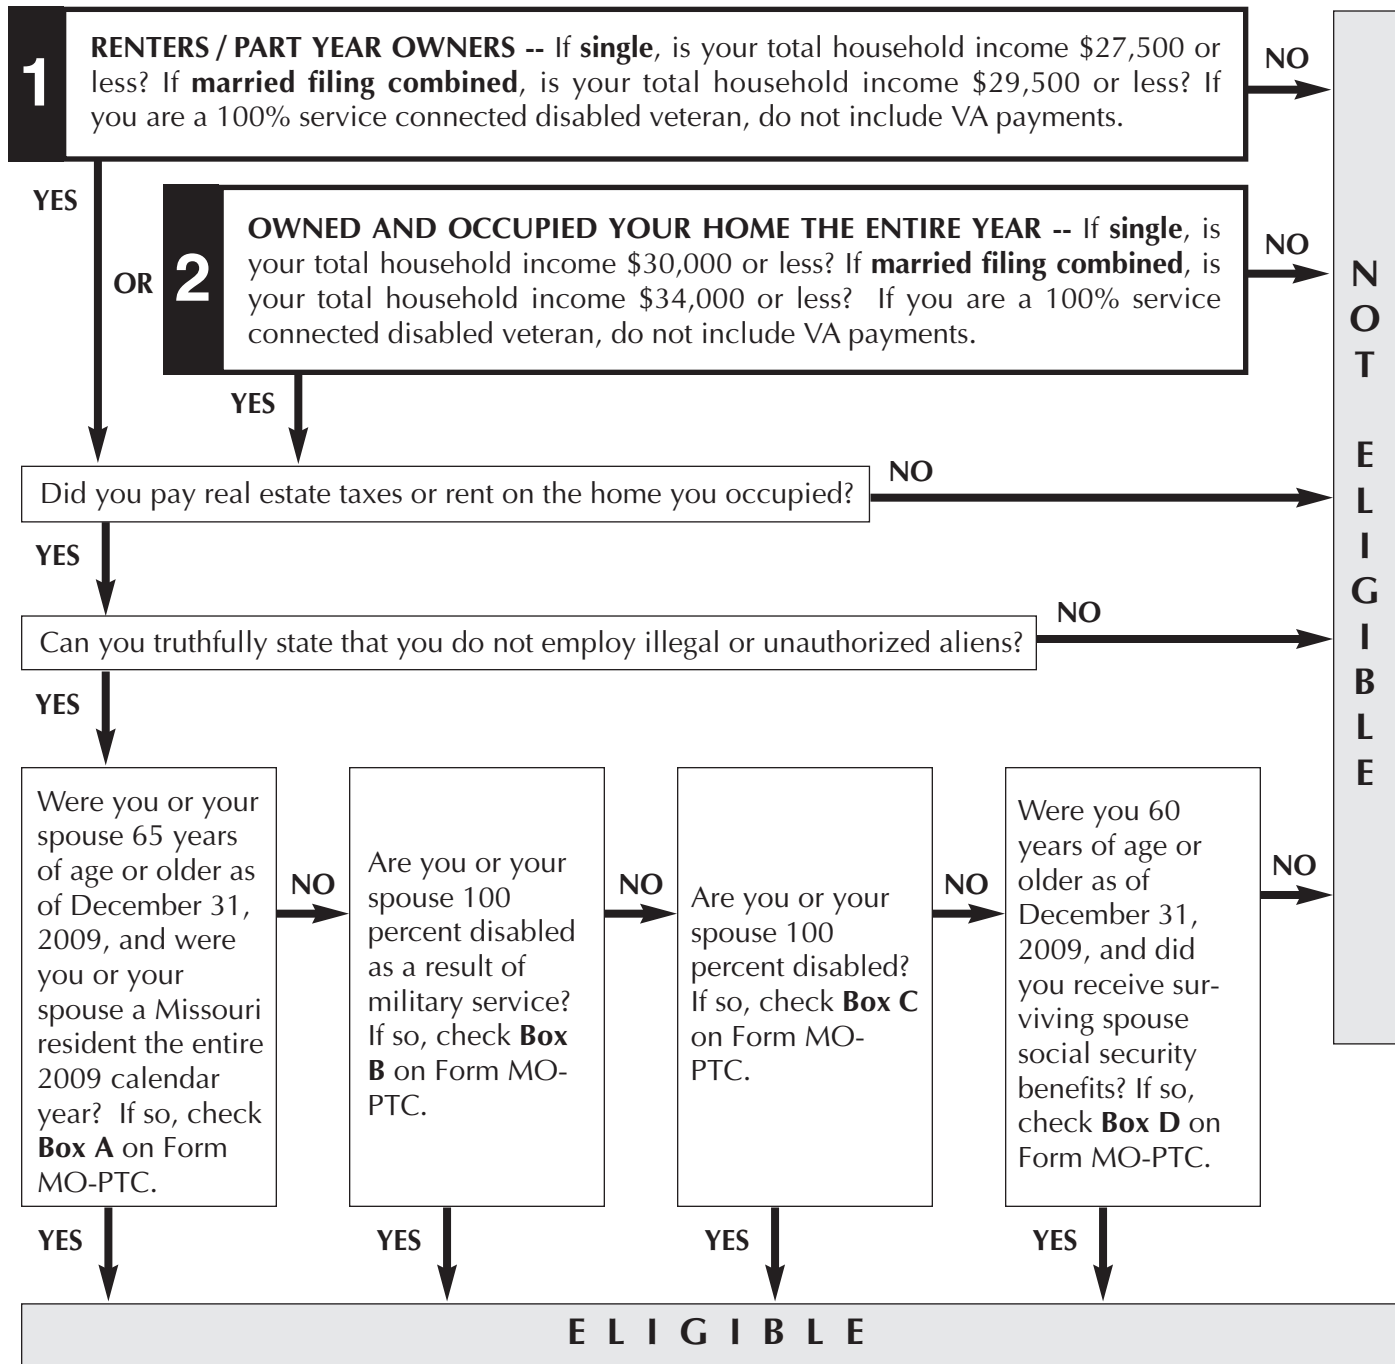 1
RENTERS / PART YEAR OWNERS -- If single, is your total household income $27,500 or
less? If married filing combined, is your total household income $29,500 or less? If
you are a 100% service connected disabled veteran, do not include VA payments.
NO
YES
OR
2
OWNED AND OCCUPIED YOUR HOME THE ENTIRE YEAR -- If single, is
your total household income $30,000 or less? If married filing combined, is
your total household income $34,000 or less? If you are a 100% service
connected disabled veteran, do not include VA payments.
NO
YES
Did you pay real estate taxes or rent on the home you occupied?
NO
YES
Can you truthfully state that you do not employ illegal or unauthorized aliens?
NO
YES
Were you or your
spouse 65 years
of age or older as
of December 31,
2009, and were
you or your
spouse a Missouri
resident the entire
2009 calendar
year? If so, check
Box A on Form
MO-PTC.
NO
YES
Are you or your
spouse 100
percent disabled
as a result of
military service?
If so, check Box
B on Form MO-
PTC.
NO
YES
Are you or your
spouse 100
percent disabled?
If so, check Box C
on Form MO-
PTC.
NO
YES
Were you 60
years of age or
older as of
December 31,
2009, and did
you receive sur-
viving spouse
social security
benefits? If so,
check Box D on
Form MO-PTC.
NO
YES
NOT ELIGIBLE
ELIGIBLE